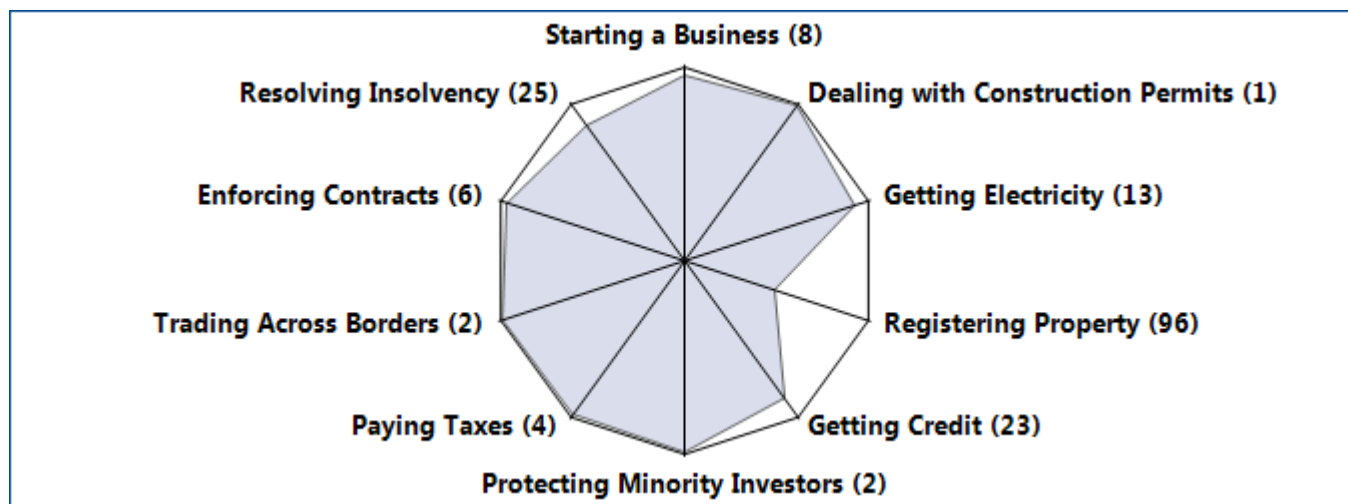 Starting a Business (8)
Resolving Insolvency (25)
Dealing with Construction Permits (1)
Enforcing Contracts (6)
Getting Electricity (13)
Trading Across Borders (2)
Registering Property (96)
Paying Taxes (4)
Getting Credit (23)
Protecting Minority Investors (2)